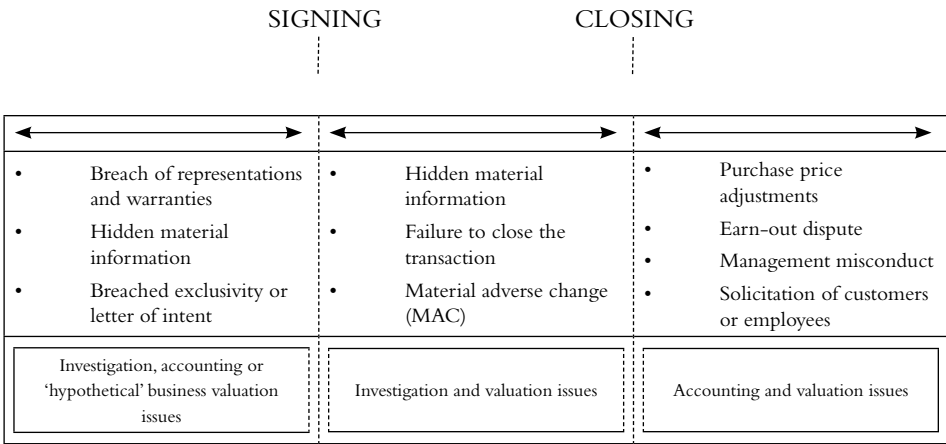 SIGNING
CLOSING
• Breach of representations
and warranties
• Hidden material
information
• Breached exclusivity or
letter of intent
• Hidden material
information
• Failure to close the
transaction
• Material adverse change
(MAC)
• Purchase price
adjustments
• Earn-out dispute
• Management misconduct
• Solicitation of customers
or employees
Investigation, accounting or
‘hypothetical’ business valuation
issues
Investigation and valuation issues
Accounting and valuation issues